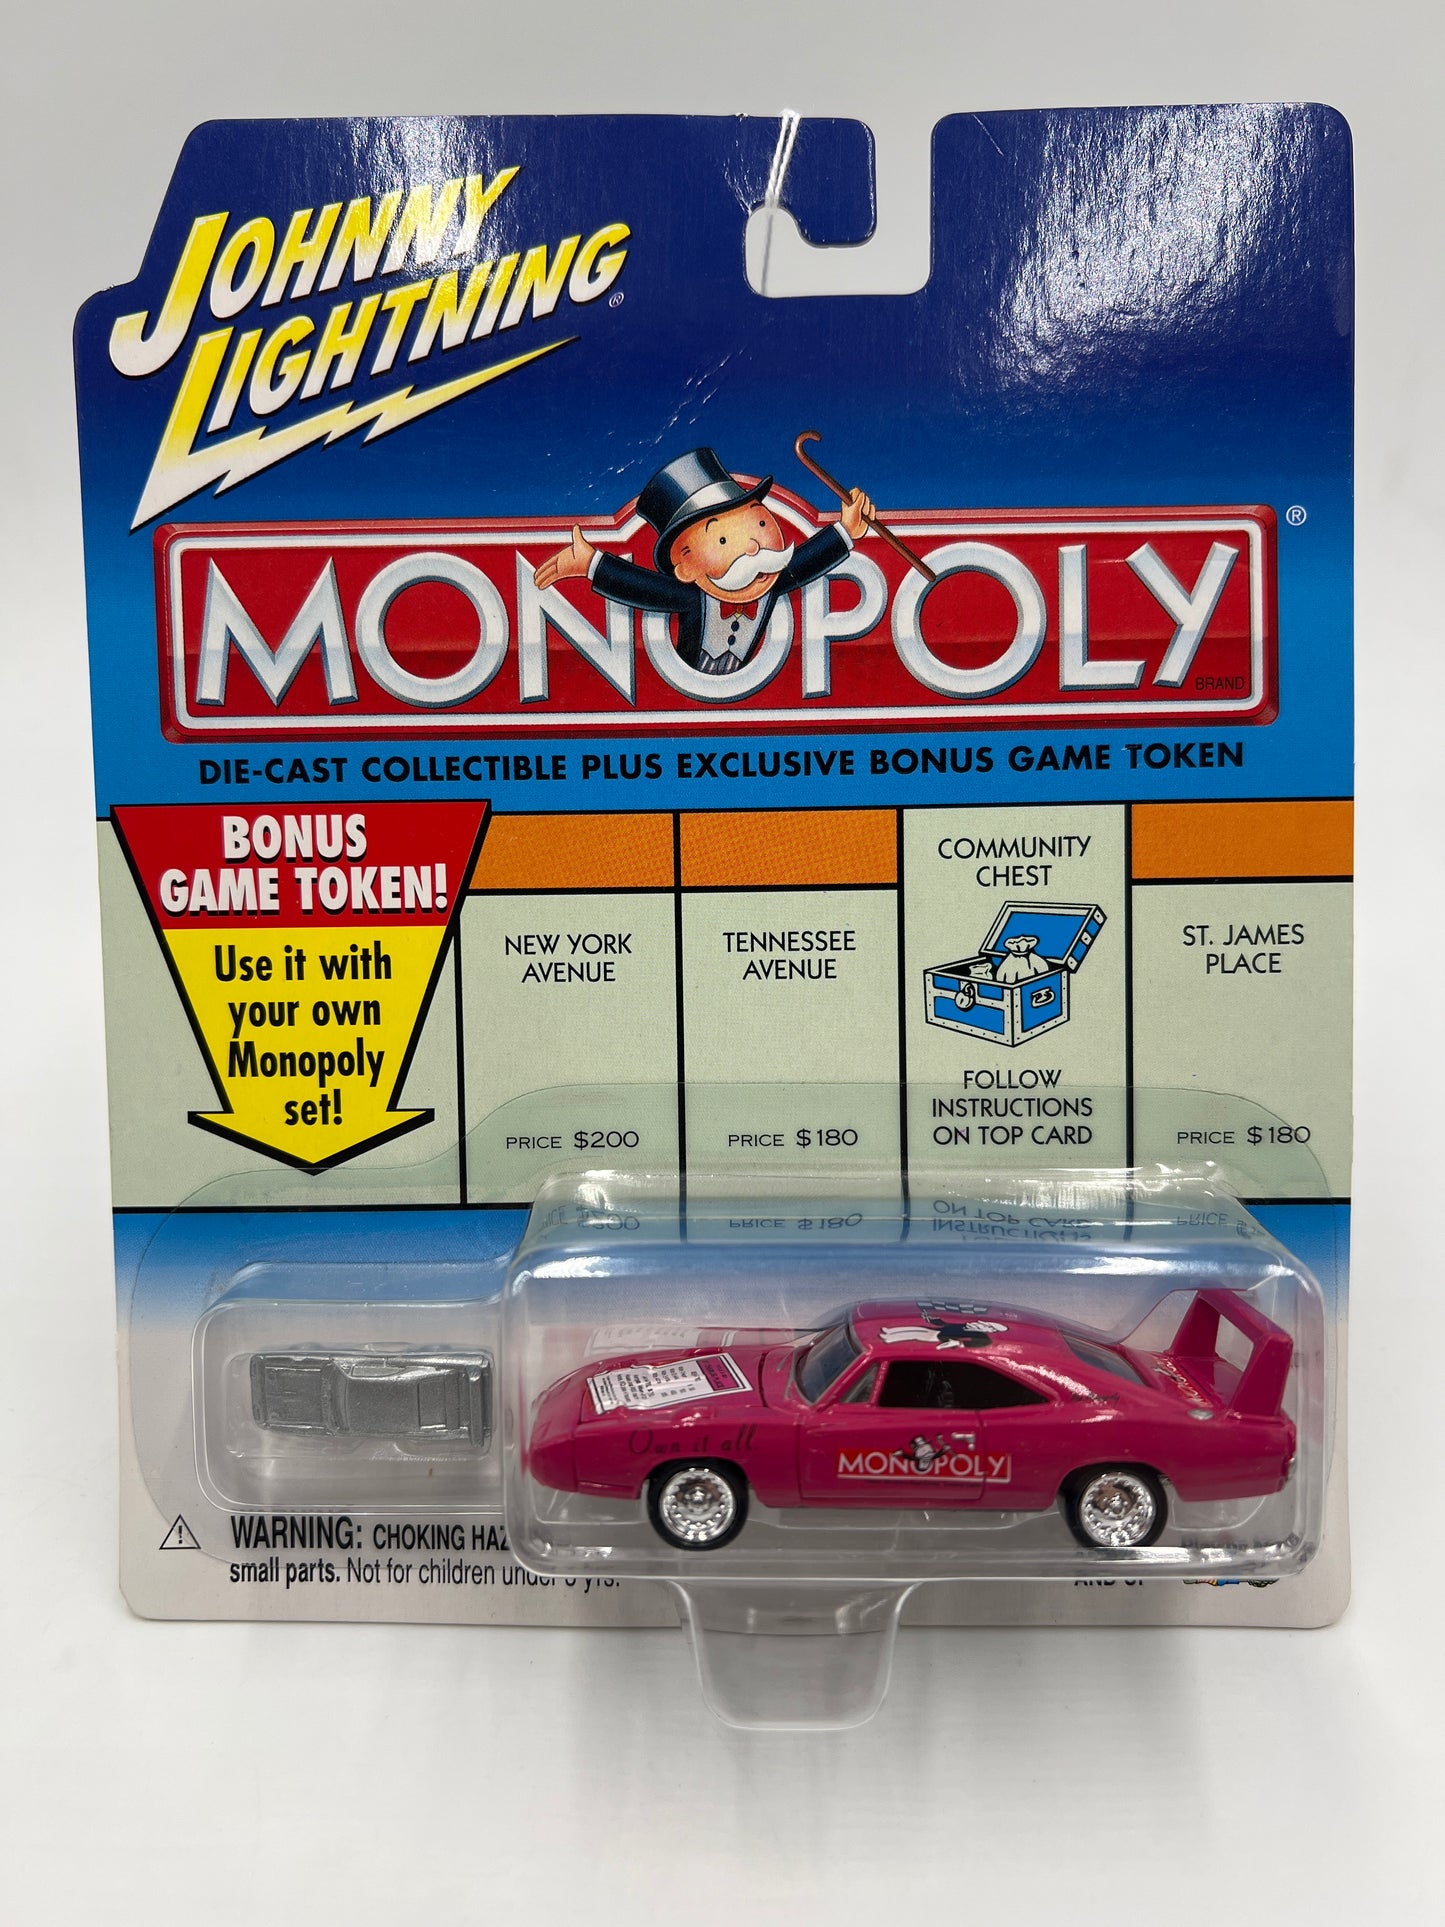 JOHNNY
LIGHTNING®
MONOPOLY®
BRAND
DIE-CAST COLLECTIBLE PLUS EXCLUSIVE BONUS GAME TOKEN
BONUS
GAME TOKEN!
Use it with
your own
Monopoly
set!
NEW YORK
AVENUE
PRICE $200
TENNESSEE
AVENUE
PRICE $180
COMMUNITY
CHEST
FOLLOW
INSTRUCTIONS
ON TOP CARD
ST. JAMES
PLACE
PRICE $180
Own it all
MONOPOLY
WARNING: CHOKING HAZ
small parts. Not for children under 3 yrs.